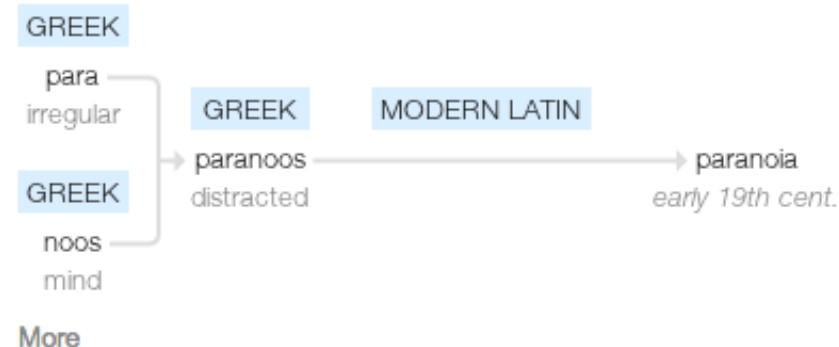 GREEK
para
irregular
GREEK
noos
mind
GREEK
paranoos
distracted
MODERN LATIN
paranoia
early 19th cent.
More